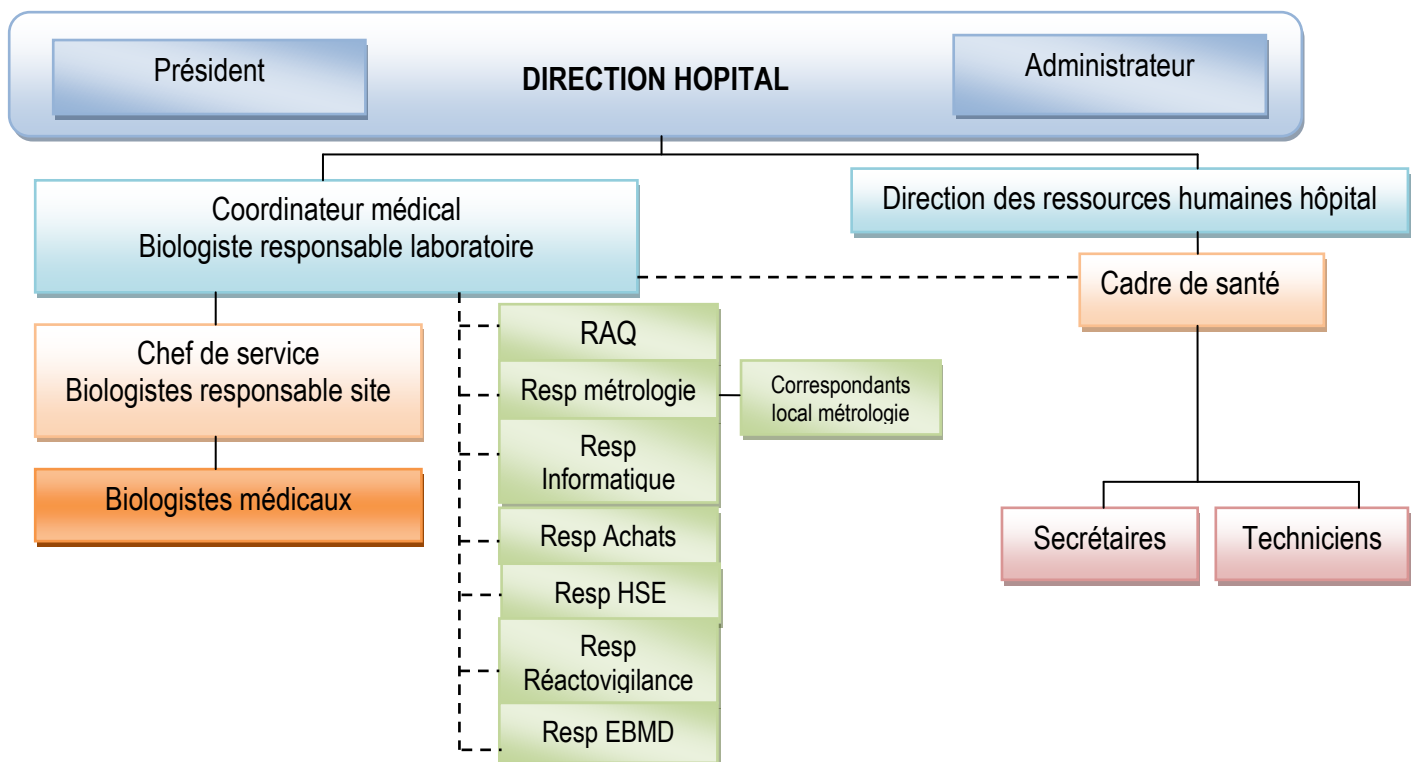 Président
DIRECTION HOPITAL
Administrateur
Coordinateur médical
Biologiste responsable laboratoire
Direction des ressources humaines hôpital
Cadre de santé
Chef de service
Biologistes responsable site
Biologistes médicaux
RAQ
Resp métrologie
Correspondants
local métrologie
Resp
Informatique
Resp Achats
Resp HSE
Resp
Réactovigilance
Resp EBMD
Secrétaires
Techniciens